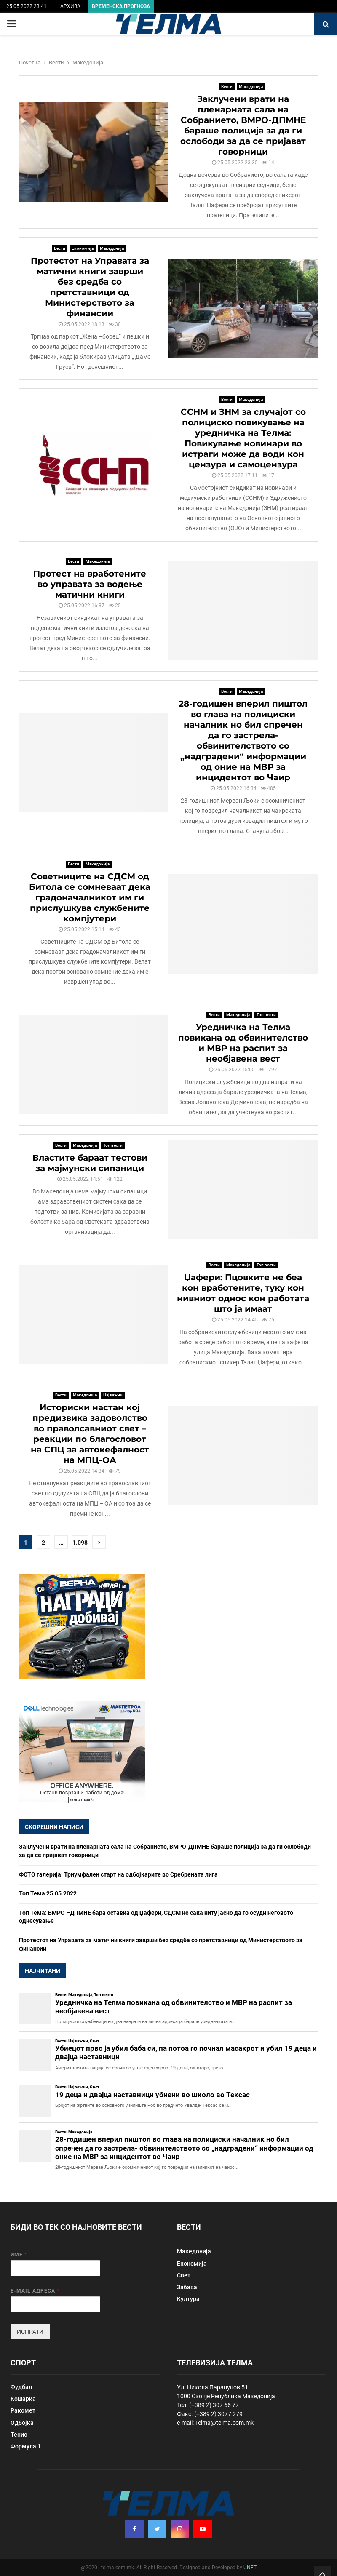 25.05.2022 23:41 АРХИВА ВРЕМЕНСКА ПРОГНОЗА
ТЕЛМА
Почетна › Вести › Македонија
Вести Македонија
Заклучени врати на
пленарната сала на
Собранието, ВМРО-ДПМНЕ
бараше полиција за да ги
ослободи за да се пријават
говорници
25.05.2022 23:35 14
Доцна вечерва во Собранието, во салата каде
се одржуваат пленарни седници, беше
заклучена вратата за да според спикерот
Талат Џафери се пребројат присутните
пратеници. Пратениците...
Вести Економија Македонија
Протестот на Управата за
матични книги заврши
без средба со
претставници од
Министерството за
финансии
25.05.2022 18:13 30
Тргнаа од паркот „Жена –борец“ пешки и
со возила дојдоа пред Министерството за
финансии, каде ја блокираа улицата „ Даме
Груев“. Но , денешниот...
Вести Македонија
ССНМ и ЗНМ за случајот со
полициско повикување на
уредничка на Телма:
Повикување новинари во
истраги може да води кон
цензура и самоцензура
25.05.2022 17:11 17
Самостојниот синдикат на новинари и
медиумски работници (ССНМ) и Здружението
на новинарите на Македонија (ЗНМ) реагираат
на постапувањето на Основното јавното
обвинителство (ОЈО) и Министерството...
ССНМ
Вести Македонија
Протест на вработените
во управата за водење
матични книги
25.05.2022 16:37 25
Независниот синдикат на управата за
водење матични книги излегоа денеска на
протест пред Министерството за финансии.
Велат дека на овој чекор се одлучиле затоа
што...
Вести Македонија
28-годишен вперил пиштол
во глава на полициски
началник но бил спречен
да го застрела-
обвинителството со
„надградени“ информации
од оние на МВР за
инцидентот во Чаир
25.05.2022 16:04 485
28-годишниот Мерван Љоки е осомничениот
кој го повредил началникот на чаирската
полиција, а потоа дури извадил пиштол и му го
вперил во глава. Станува збор...
Вести Македонија
Советниците на СДСМ од
Битола се сомневаат дека
градоначалникот им ги
прислушкува службените
компјутери
25.05.2022 15:14 43
Советниците на СДСМ од Битола се
сомневаат дека градоначалникот им ги
прислушкува службените компјутери. Велат
дека постои основано сомнение дека им е
извршен упад во...
Вести Македонија Топ вести
Уредничка на Телма
повикана од обвинителство
и МВР на распит за
необјавена вест
25.05.2022 15:05 1797
Полициски службеници во два наврати на
лична адреса ја барале уредничката на Телма,
Весна Јовановска Дојчиновска, по наредба на
обвинител, за да учествува во распит...
Вести Македонија Топ вести
Властите бараат тестови
за мајмунски сипаници
25.05.2022 14:51 122
Во Македонија нема мајмунски сипаници
ама здравствениот систем сака да се
подготви за нив. Комисијата за заразни
болести ќе бара од Светската здравствена
организација да...
Вести Македонија Топ вести
Џафери: Пцовките не беа
кон вработените, туку кон
нивниот однос кон работата
што ја имаат
25.05.2022 14:45 75
На собраниските службеници местото им е на
работа среде работното време, а не на кафе на
улица Македонија. Вака коментира
собранискиот спикер Талат Џафери, откако...
Вести Македонија Најважни
Историски настан кој
предизвика задоволство
во православниот свет –
реакции по благословот
на СПЦ за автокефалност
на МПЦ-ОА
25.05.2022 14:34 79
Не стивнуваат реакциите во православниот
свет по одлуката на СПЦ да ја благослови
автокефалноста на МПЦ – ОА и со тоа да се
премине кон...
1 2 ... 1.098 ›
ВЕРНА
НАГРАДИ
ДОБИВАЈ
DELLTechnologies МАКПЕТРОЛ
OFFICE ANYWHERE.
Остани поврзан и работи од дома!
ДОЗНАЈ ПОВЕЌЕ
СКОРЕШНИ НАПИСИ
Заклучени врати на пленарната сала на Собранието, ВМРО-ДПМНЕ бараше полиција за да ги ослободи
за да се пријават говорници
ФОТО галерија: Триумфален старт на одбојкарите во Сребрената лига
Топ Тема 25.05.2022
Топ Тема: ВМРО –ДПМНЕ бара оставка од Џафери, СДСМ не сака ниту јасно да го осуди неговото
однесување
Протестот на Управата за матични книги заврши без средба со претставници од Министерството за
финансии
НАЈЧИТАНИ
Вести, Македонија, Топ вести
Уредничка на Телма повикана од обвинителство и МВР на распит за
необјавена вест
Полициски службеници во два наврати на лична адреса ја барале уредничката н...
Вести, Најважни, Свет
Убиецот прво ја убил баба си, па потоа го почнал масакрот и убил 19 деца и
двајца наставници
Американската нација се соочи со уште еден хорор. 19 деца, од второ, трето...
Вести, Најважни, Свет
19 деца и двајца наставници убиени во школо во Тексас
Бројот на жртвите во основното училиште Роб во градчето Увалде- Тексас се н...
Вести, Македонија
28-годишен вперил пиштол во глава на полициски началник но бил
спречен да го застрела- обвинителството со „надградени“ информации од
оние на МВР за инцидентот во Чаир
28-годишниот Мерван Љоки е осомничениот кој го повредил началникот на чаирс...
БИДИ ВО ТЕК СО НАЈНОВИТЕ ВЕСТИ
ИМЕ *
E-MAIL АДРЕСА *
ИСПРАТИ
ВЕСТИ
Македонија
Економија
Свет
Забава
Култура
СПОРТ
Фудбал
Кошарка
Ракомет
Одбојка
Тенис
Формула 1
ТЕЛЕВИЗИЈА ТЕЛМА
Ул. Никола Парапунов 51
1000 Скопје Република Македонија
Тел. (++389 2) 307 66 77
Факс. (++389 2) 3077 279
e-mail: Telma@telma.com.mk
ТЕЛМА
@2020 - telma.com.mk. All Right Reserved. Designed and Developed by UNET